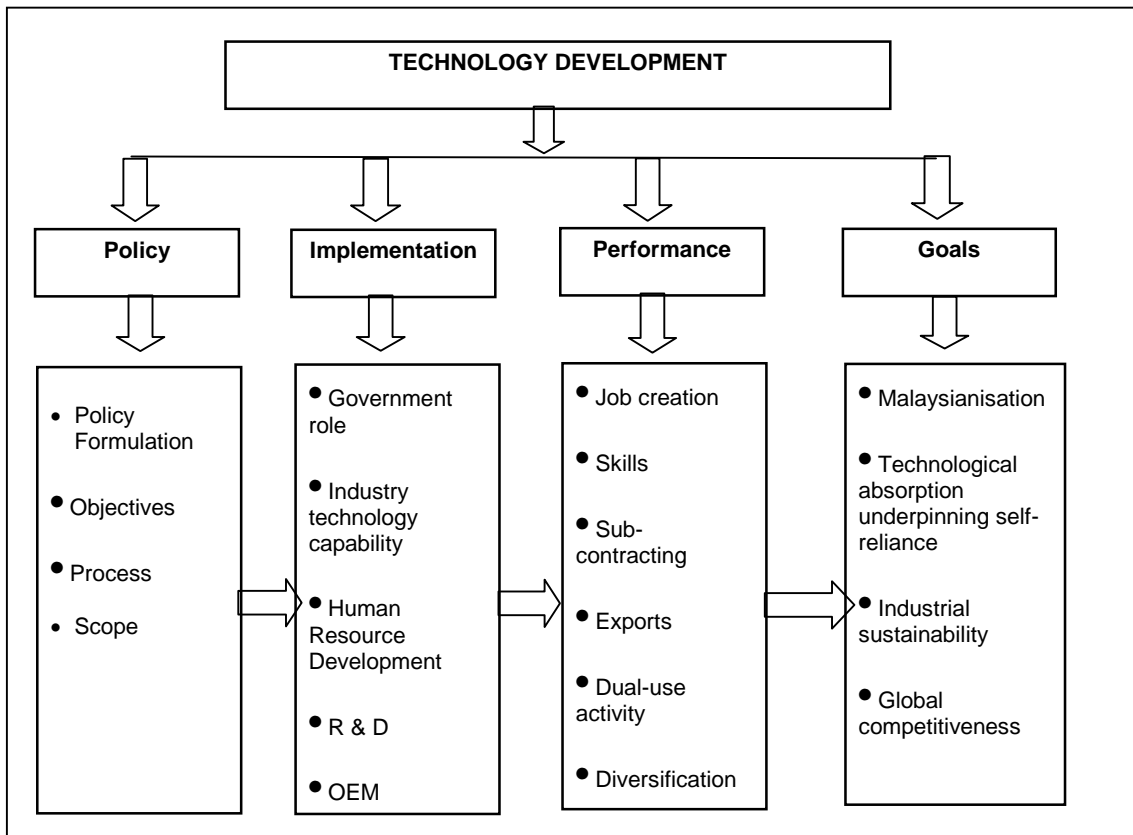 TECHNOLOGY DEVELOPMENT
Policy
Implementation
Performance
Goals
• Policy
Formulation
● Objectives
● Process
• Scope
● Government
role
● Industry
technology
capability
● Human
Resource
Development
● R & D
● OEM
● Job creation
● Skills
● Sub-
contracting
● Exports
● Dual-use
activity
● Diversification
● Malaysianisation
● Technological
absorption
underpinning self-
reliance
● Industrial
sustainability
● Global
competitiveness